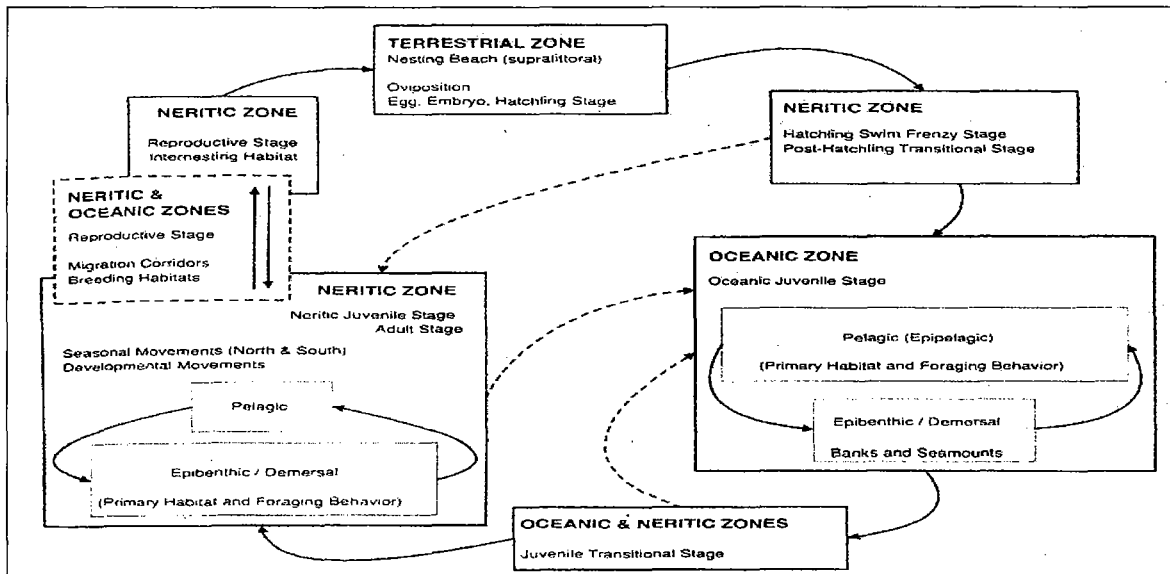 TERRESTRIAL ZONE
Nesting Beach (supralittoral)
Oviposition
Egg, Embryo, Hatchling Stage
NERITIC ZONE
Hatchling Swim Frenzy Stage
Post-Hatchling Transitional Stage
OCEANIC ZONE
Oceanic Juvenile Stage
Pelagic (Epipelagic)
(Primary Habitat and Foraging Behavior)
Epibenthic / Demersal
Banks and Seamounts
OCEANIC & NERITIC ZONES
Juvenile Transitional Stage
NERITIC ZONE
Neritic Juvenile Stage
Adult Stage
Seasonal Movements (North & South)
Developmental Movements
Pelagic
Epibenthic / Demersal
(Primary Habitat and Foraging Behavior)
NERITIC &
OCEANIC ZONES
Reproductive Stage
Migration Corridors
Breeding Habitats
NERITIC ZONE
Reproductive Stage
Internesting Habitat